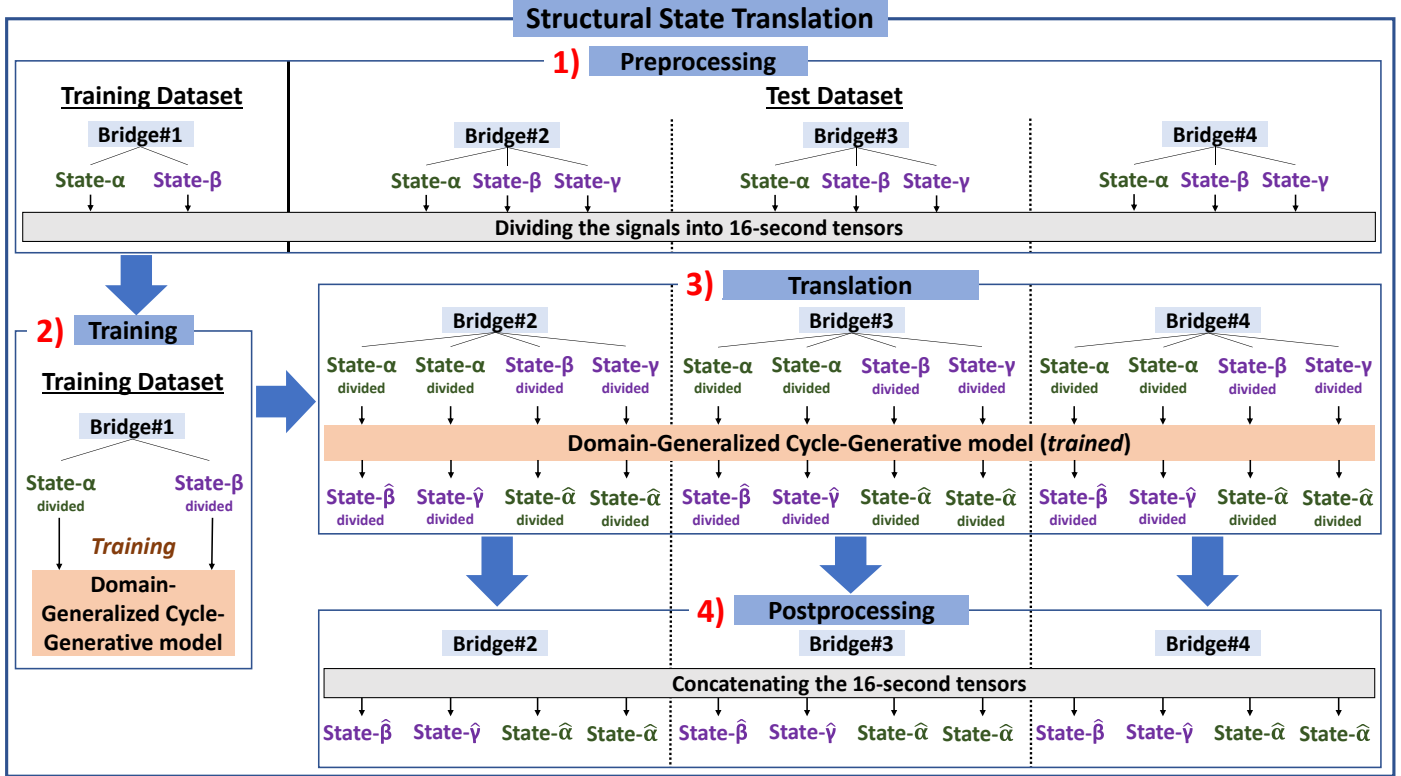 Structural State Translation
1) Preprocessing
Training Dataset
Test Dataset
Bridge#1
Bridge#2
Bridge#3
Bridge#4
State-α State-β
State-α State-β State-γ
State-α State-β State-γ
State-α State-β State-γ
Dividing the signals into 16-second tensors
2) Training
Training Dataset
Bridge#1
State-α State-β
divided divided
Training
Domain-
Generalized Cycle-
Generative model
3) Translation
Bridge#2
Bridge#3
Bridge#4
State-α State-α State-β State-γ State-α State-α State-β State-γ State-α State-α State-β State-γ
divided divided divided divided divided divided divided divided divided divided divided divided
Domain-Generalized Cycle-Generative model (trained)
State-β̂ State-γ̂ State-α̂ State-α̂ State-β̂ State-γ̂ State-α̂ State-α̂ State-β̂ State-γ̂ State-α̂ State-α̂
divided divided divided divided divided divided divided divided divided divided divided divided
4) Postprocessing
Bridge#2
Bridge#3
Bridge#4
Concatenating the 16-second tensors
State-β̂ State-γ̂ State-α̂ State-α̂ State-β̂ State-γ̂ State-α̂ State-α̂ State-β̂ State-γ̂ State-α̂ State-α̂